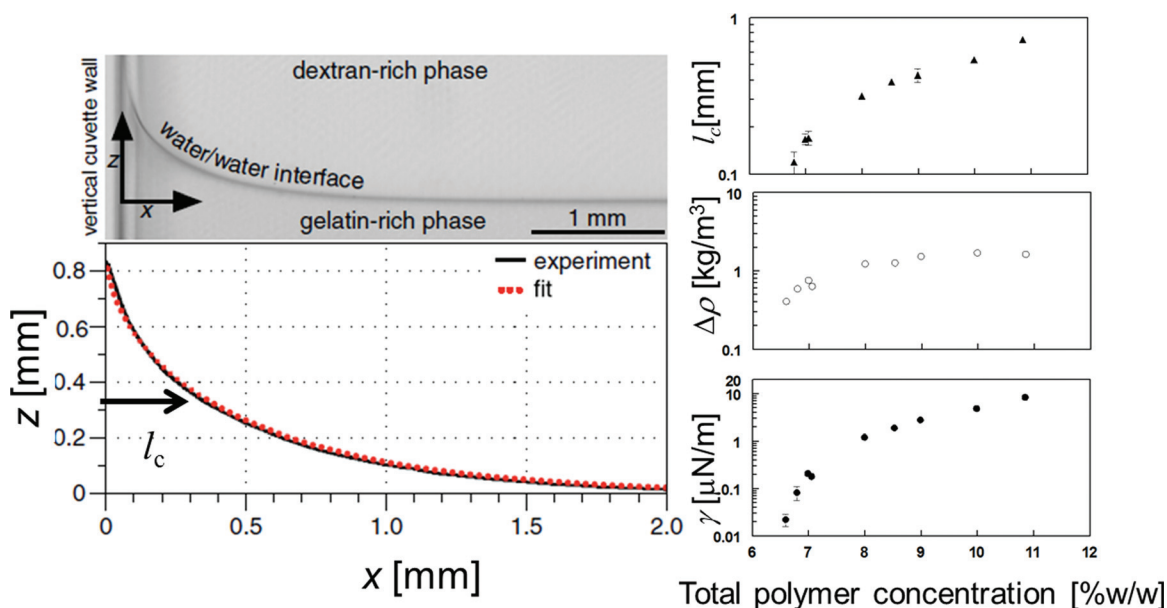 vertical cuvette wall
dextran-rich phase
water/water interface
z
x
gelatin-rich phase
1 mm
z [mm]
0.8
0.6
0.4
0.2
0
experiment
fit
l_c
0
0.5
1.0
1.5
2.0
x [mm]
l_c[mm]
1
0.1
Δρ [kg/m³]
10
1
0.1
γ [μN/m]
20
10
1
0.1
0.01
6 7 8 9 10 11 12
Total polymer concentration [%w/w]